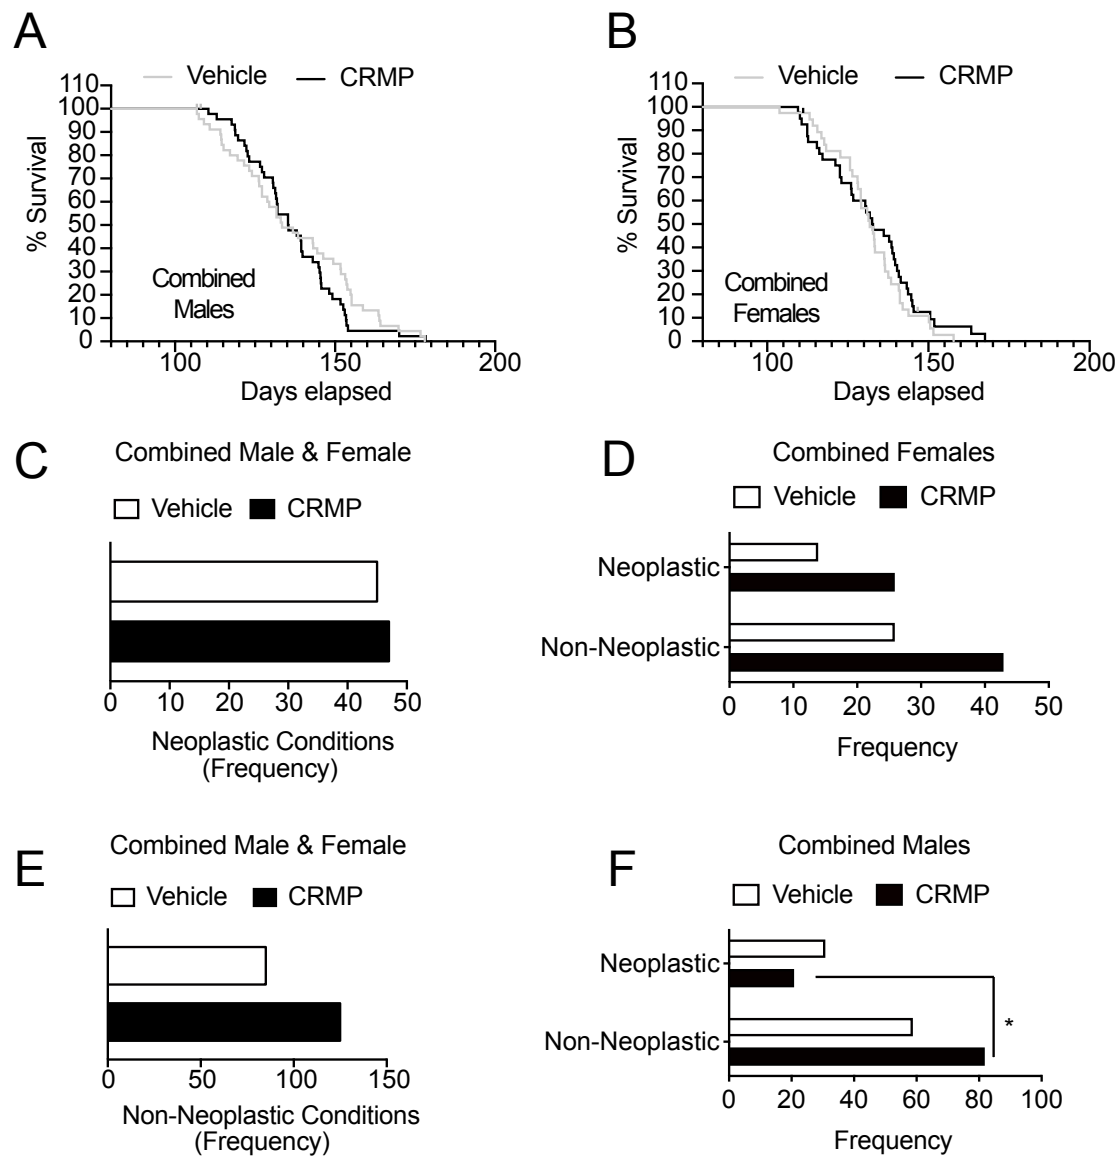 A
Vehicle CRMP
110
100
90
80
70
60
50
40
30
20
10
0
% Survival
Combined
Males
100 150 200
Days elapsed
B
Vehicle CRMP
110
100
90
80
70
60
50
40
30
20
10
0
% Survival
Combined
Females
100 150 200
Days elapsed
C
Combined Male & Female
Vehicle CRMP
0 10 20 30 40 50
Neoplastic Conditions
(Frequency)
D
Combined Females
Vehicle CRMP
Neoplastic
Non-Neoplastic
0 10 20 30 40 50
Frequency
E
Combined Male & Female
Vehicle CRMP
0 50 100 150
Non-Neoplastic Conditions
(Frequency)
F
Combined Males
Vehicle CRMP
Neoplastic
Non-Neoplastic
*
0 20 40 60 80 100
Frequency